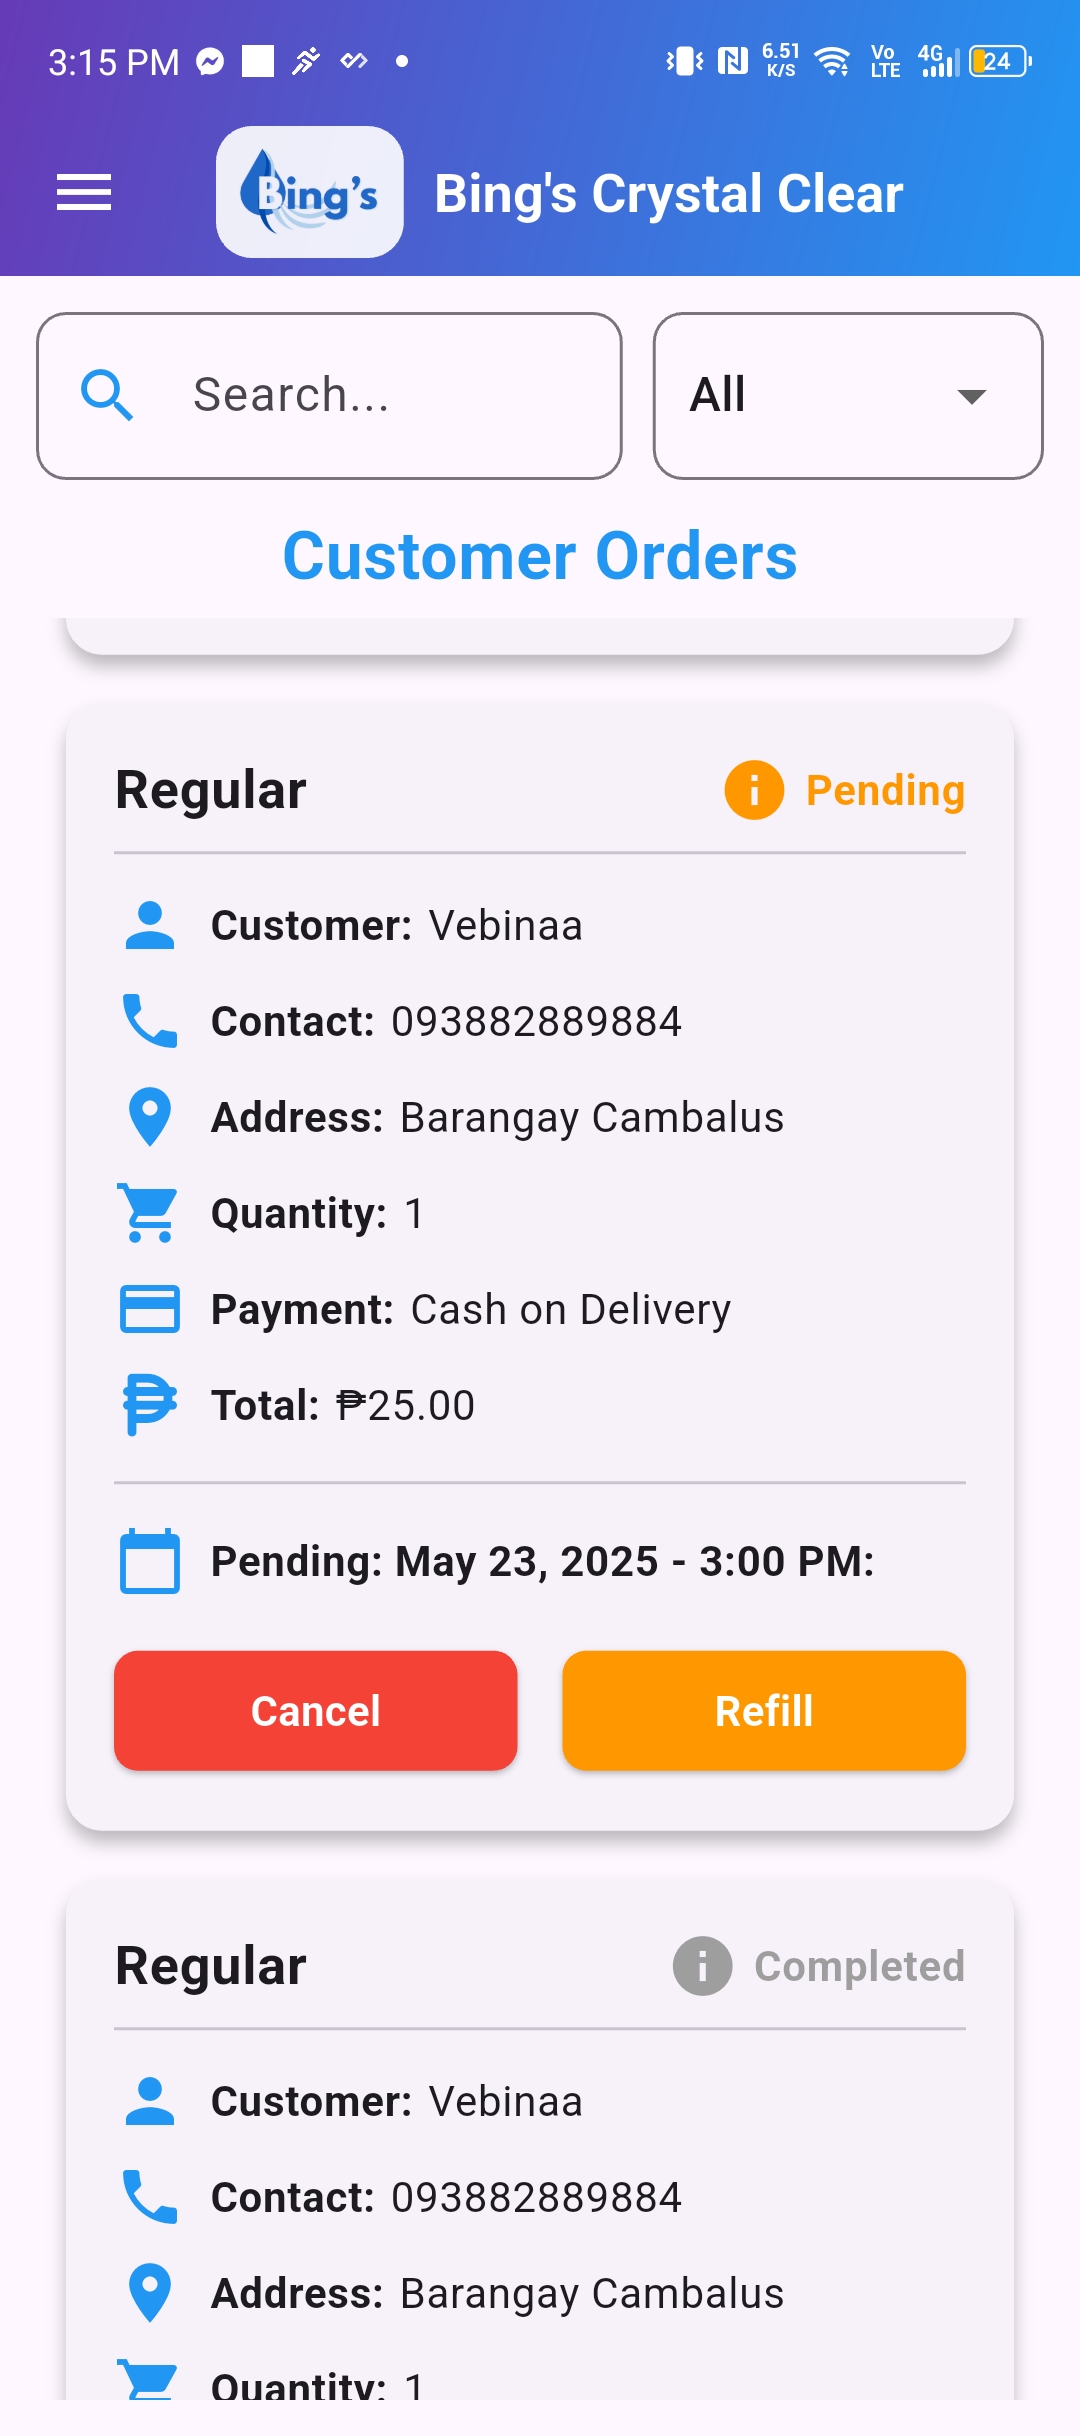 3:15 PM
6.51
K/S
Vo
LTE
4G
24
Bing's
Bing's Crystal Clear
Search...
All
Customer Orders
Regular
Pending
Customer: Vebinaa
Contact: 093882889884
Address: Barangay Cambalus
Quantity: 1
Payment: Cash on Delivery
Total: ₱25.00
Pending: May 23, 2025 - 3:00 PM:
Cancel
Refill
Regular
Completed
Customer: Vebinaa
Contact: 093882889884
Address: Barangay Cambalus
Quantity: 1